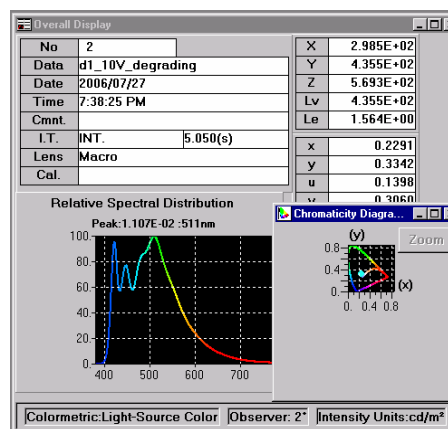 Overall Display
No 2
Data d1_10V_degrading
Date 2006/07/27
Time 7:38:25 PM
Cmnt.
I.T. INT. 5.050(s)
Lens Macro
Cal.
X 2.985E+02
Y 4.355E+02
Z 5.693E+02
Lv 4.355E+02
Le 1.564E+00
x 0.2291
y 0.3342
u 0.1398
v 0.3060
Relative Spectral Distribution
Peak:1.107E-02 :511nm
100.
80.
60.
40.
20.
0.
400 500 600 700
Chromaticity Diagra...
Zoom
(y)
0.8
0.4
0.
0. 0.4 0.8
(x)
Colormetric:Light-Source Color Observer: 2° Intensity Units:cd/m²